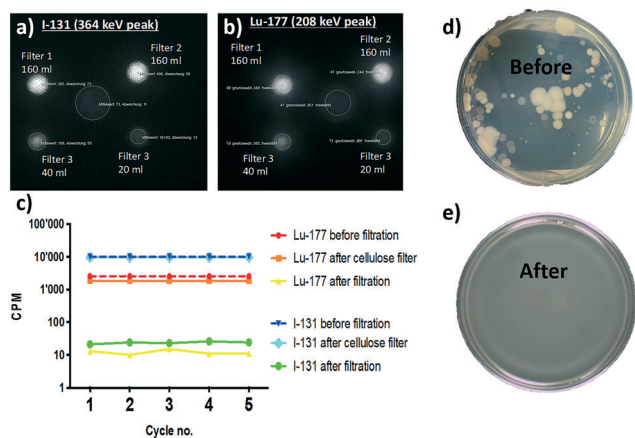 a)
I-131 (364 keV peak)
Filter 1
160 ml
Filter 2
160 ml
Filter 3
40 ml
Filter 3
20 ml
b)
Lu-177 (208 keV peak)
160 ml
160 ml
Filter 3
40 ml
Filter 3
20 ml
c)
100'000
10'000
1'000
100
10
1
CPM
1
2
3
4
5
Cycle no.
Lu-177 before filtration
Lu-177 after cellulose filter
Lu-177 after filtration
I-131 before filtration
I-131 after cellulose filter
I-131 after filtration
d)
Before
e)
After